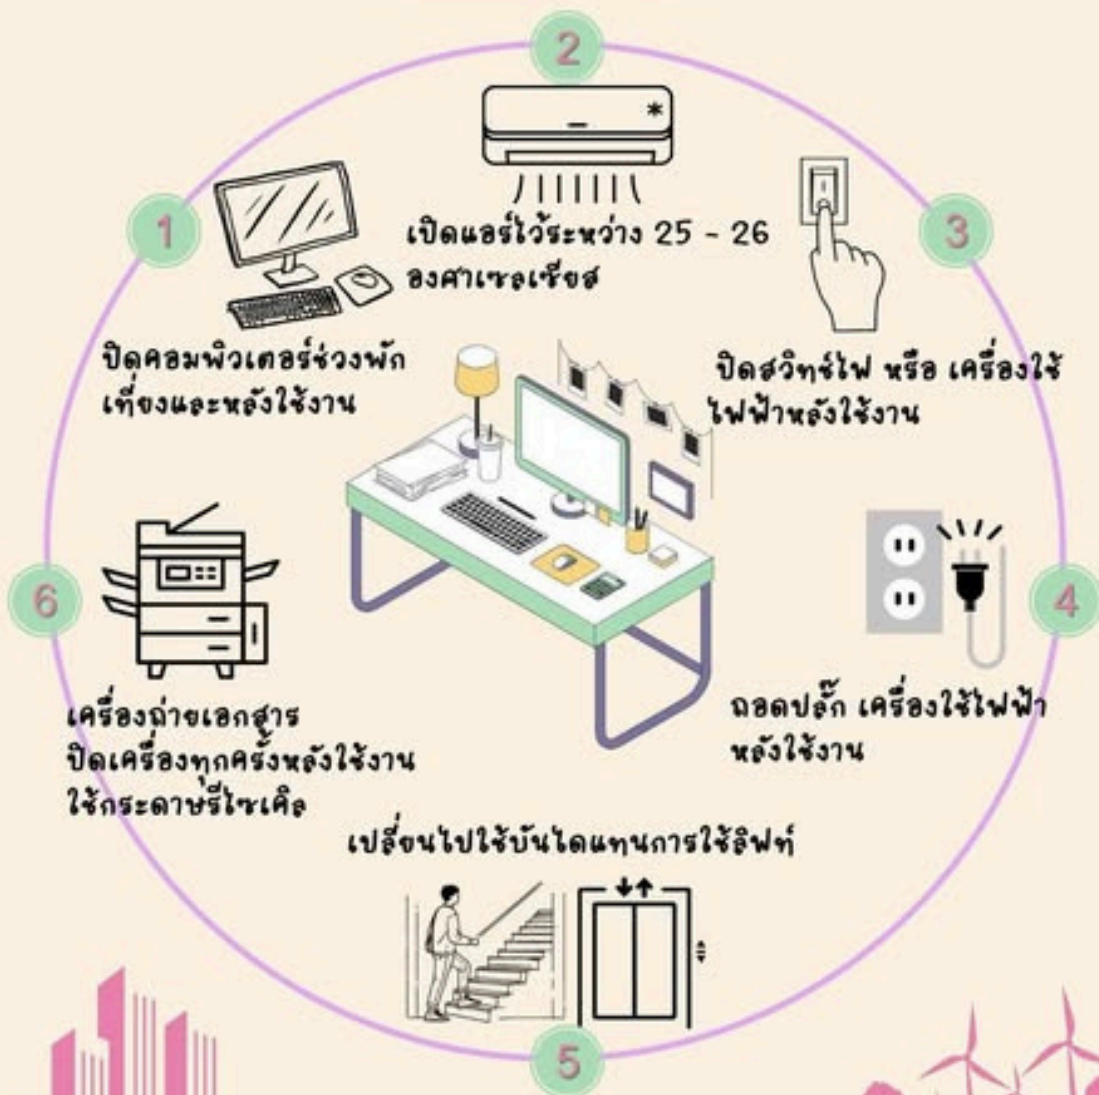 1
ปิดคอมพิวเตอร์ช่วงพัก
เที่ยงและหลังใช้งาน
2
เปิดแอร์ไว้ระหว่าง 25 - 26
องศาเซลเซียส
3
ปิดสวิทช์ไฟ หรือ เครื่องใช้
ไฟฟ้าหลังใช้งาน
4
ถอดปลั๊ก เครื่องใช้ไฟฟ้า
หลังใช้งาน
5
เปลี่ยนไปใช้บันไดแทนการใช้ลิฟท์
6
เครื่องถ่ายเอกสาร
ปิดเครื่องทุกครั้งหลังใช้งาน
ใช้กระดาษรีไซเคิล